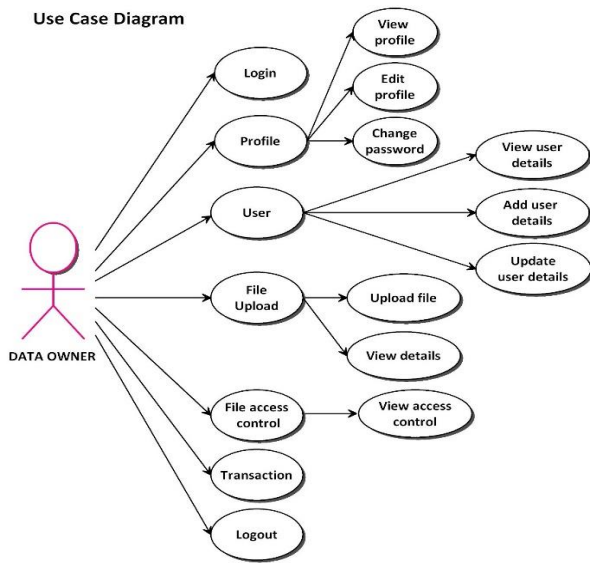 Use Case Diagram
View
profile
Login
Edit
profile
Profile
Change
password
View user
details
User
Add user
details
Update
user details
File
Upload
Upload file
DATA OWNER
View details
File access
control
View access
control
Transaction
Logout